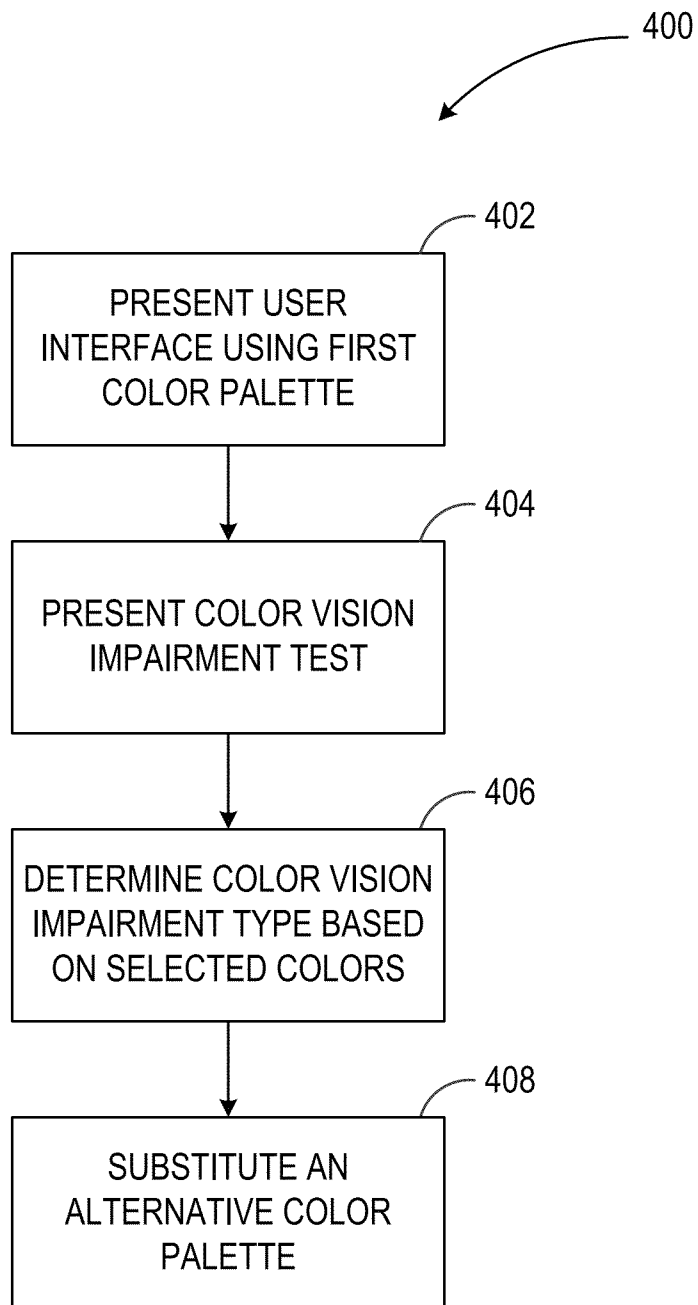 400
402
PRESENT USER
INTERFACE USING FIRST
COLOR PALETTE
404
PRESENT COLOR VISION
IMPAIRMENT TEST
406
DETERMINE COLOR VISION
IMPAIRMENT TYPE BASED
ON SELECTED COLORS
408
SUBSTITUTE AN
ALTERNATIVE COLOR
PALETTE